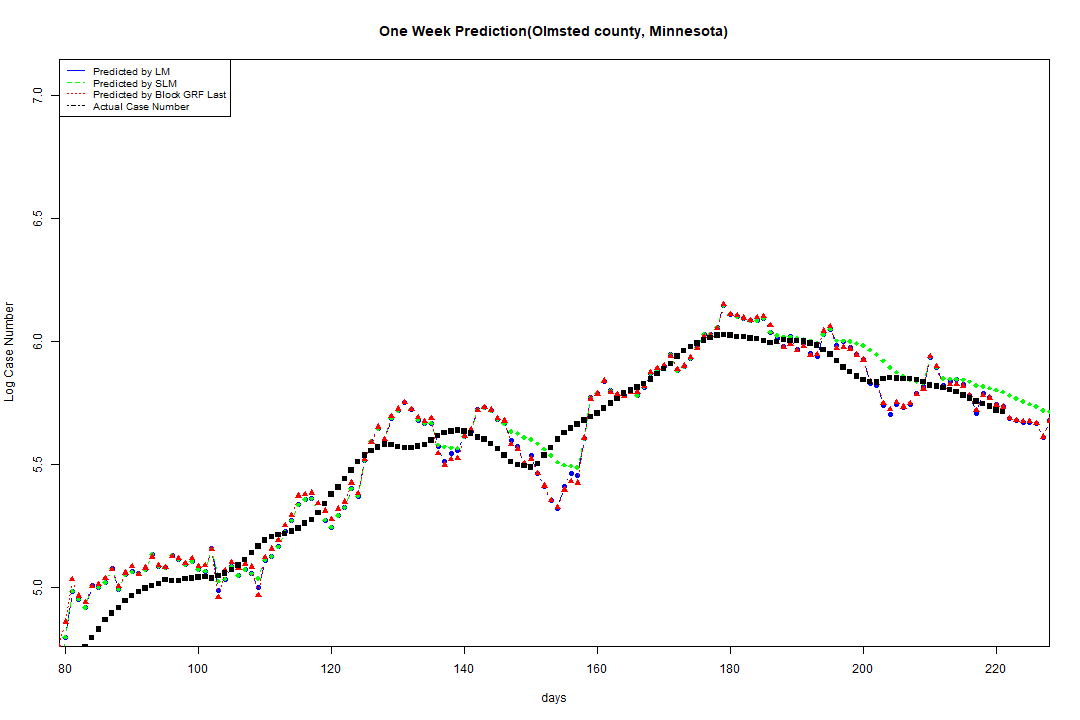 One Week Prediction(Olmsted county, Minnesota)
Predicted by LM
Predicted by SLM
Predicted by Block GRF Last
Actual Case Number
7.0
6.5
6.0
5.5
5.0
Log Case Number
80 100 120 140 160 180 200 220
days